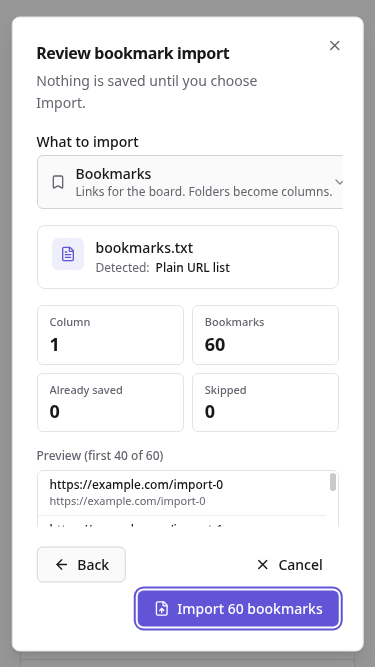 Review bookmark import
Nothing is saved until you choose
Import.
What to import
Bookmarks
Links for the board. Folders become columns.
bookmarks.txt
Detected: Plain URL list
Column
1
Bookmarks
60
Already saved
0
Skipped
0
Preview (first 40 of 60)
https://example.com/import-0
https://example.com/import-0
Back
Cancel
Import 60 bookmarks